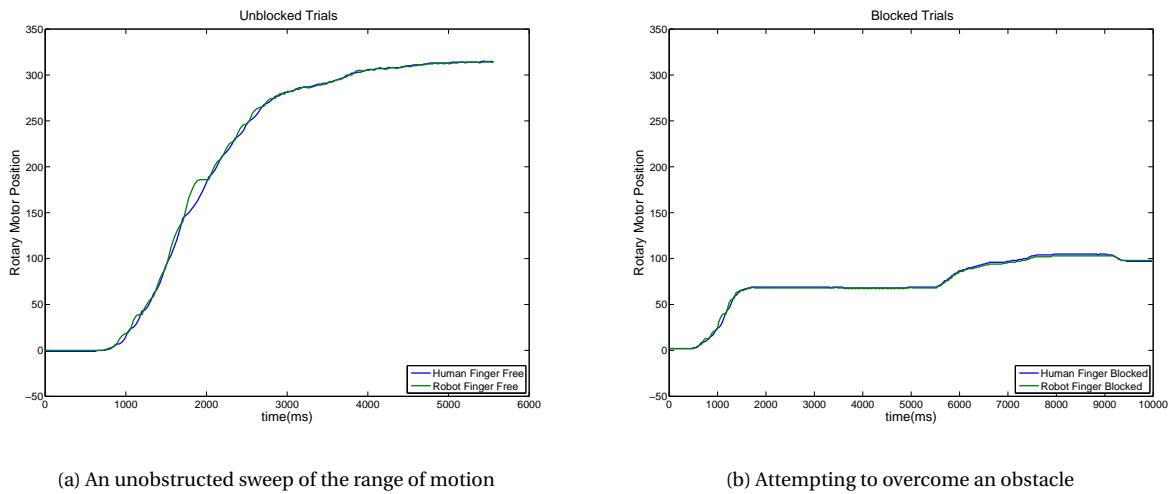 Unblocked Trials
350
300
250
200
150
100
50
0
−50
Rotary Motor Position
0 1000 2000 3000 4000 5000 6000
time(ms)
Human Finger Free
Robot Finger Free
(a) An unobstructed sweep of the range of motion
Blocked Trials
350
300
250
200
150
100
50
0
−50
Rotary Motor Position
0 1000 2000 3000 4000 5000 6000 7000 8000 9000 10000
time(ms)
Human Finger Blocked
Robot Finger Blocked
(b) Attempting to overcome an obstacle